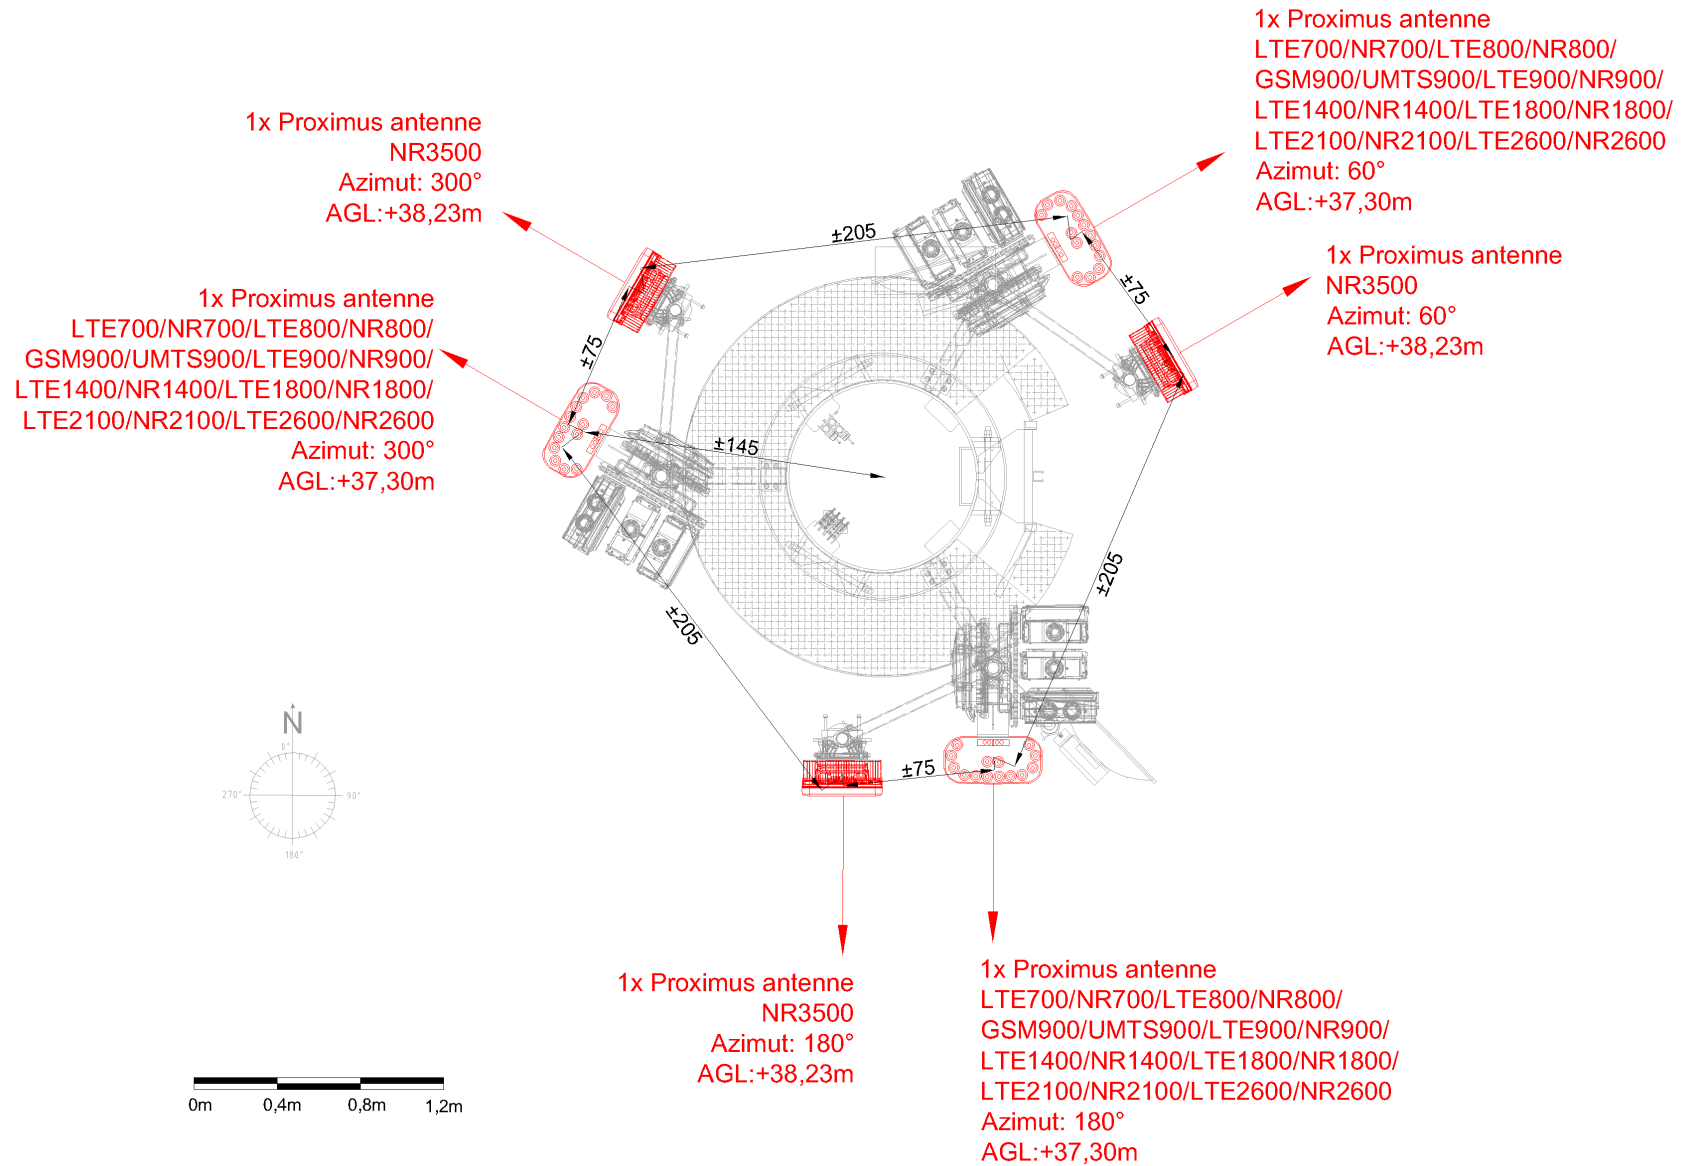 1x Proximus antenne
LTE700/NR700/LTE800/NR800/
GSM900/UMTS900/LTE900/NR900/
LTE1400/NR1400/LTE1800/NR1800/
LTE2100/NR2100/LTE2600/NR2600
Azimut: 60°
AGL:+37,30m
1x Proximus antenne
NR3500
Azimut: 300°
AGL:+38,23m
±205
1x Proximus antenne
NR3500
Azimut: 60°
AGL:+38,23m
±75
1x Proximus antenne
LTE700/NR700/LTE800/NR800/
GSM900/UMTS900/LTE900/NR900/
LTE1400/NR1400/LTE1800/NR1800/
LTE2100/NR2100/LTE2600/NR2600
Azimut: 300°
AGL:+37,30m
±75
±145
±205
±205
N
0°
270°
90°
180°
±75
1x Proximus antenne
NR3500
Azimut: 180°
AGL:+38,23m
1x Proximus antenne
LTE700/NR700/LTE800/NR800/
GSM900/UMTS900/LTE900/NR900/
LTE1400/NR1400/LTE1800/NR1800/
LTE2100/NR2100/LTE2600/NR2600
Azimut: 180°
AGL:+37,30m
0m 0,4m 0,8m 1,2m